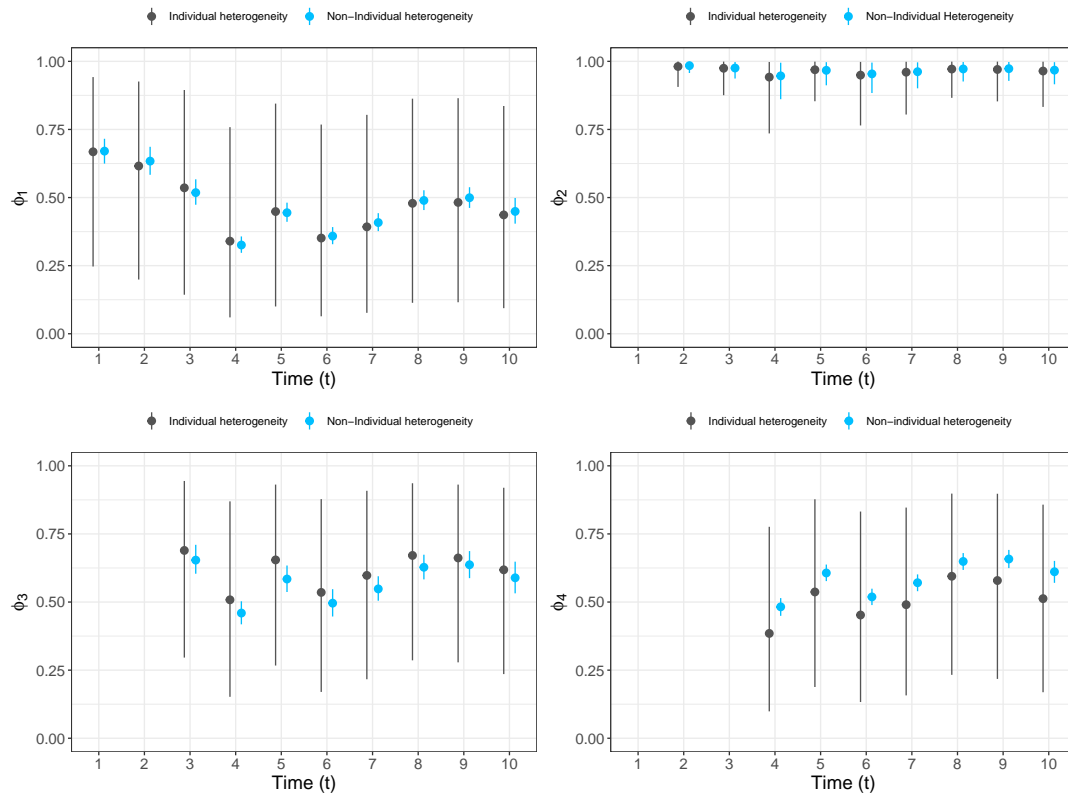 Individual heterogeneity Non−Individual heterogeneity
1.00
0.75
0.50
0.25
0.00
ϕ1
1 2 3 4 5 6 7 8 9 10
Time (t)
Individual heterogeneity Non−Individual Heterogeneity
1.00
0.75
0.50
0.25
0.00
ϕ2
1 2 3 4 5 6 7 8 9 10
Time (t)
Individual heterogeneity Non−Individual heterogeneity
1.00
0.75
0.50
0.25
0.00
ϕ3
1 2 3 4 5 6 7 8 9 10
Time (t)
Individual heterogeneity Non−individual heterogeneity
1.00
0.75
0.50
0.25
0.00
ϕ4
1 2 3 4 5 6 7 8 9 10
Time (t)